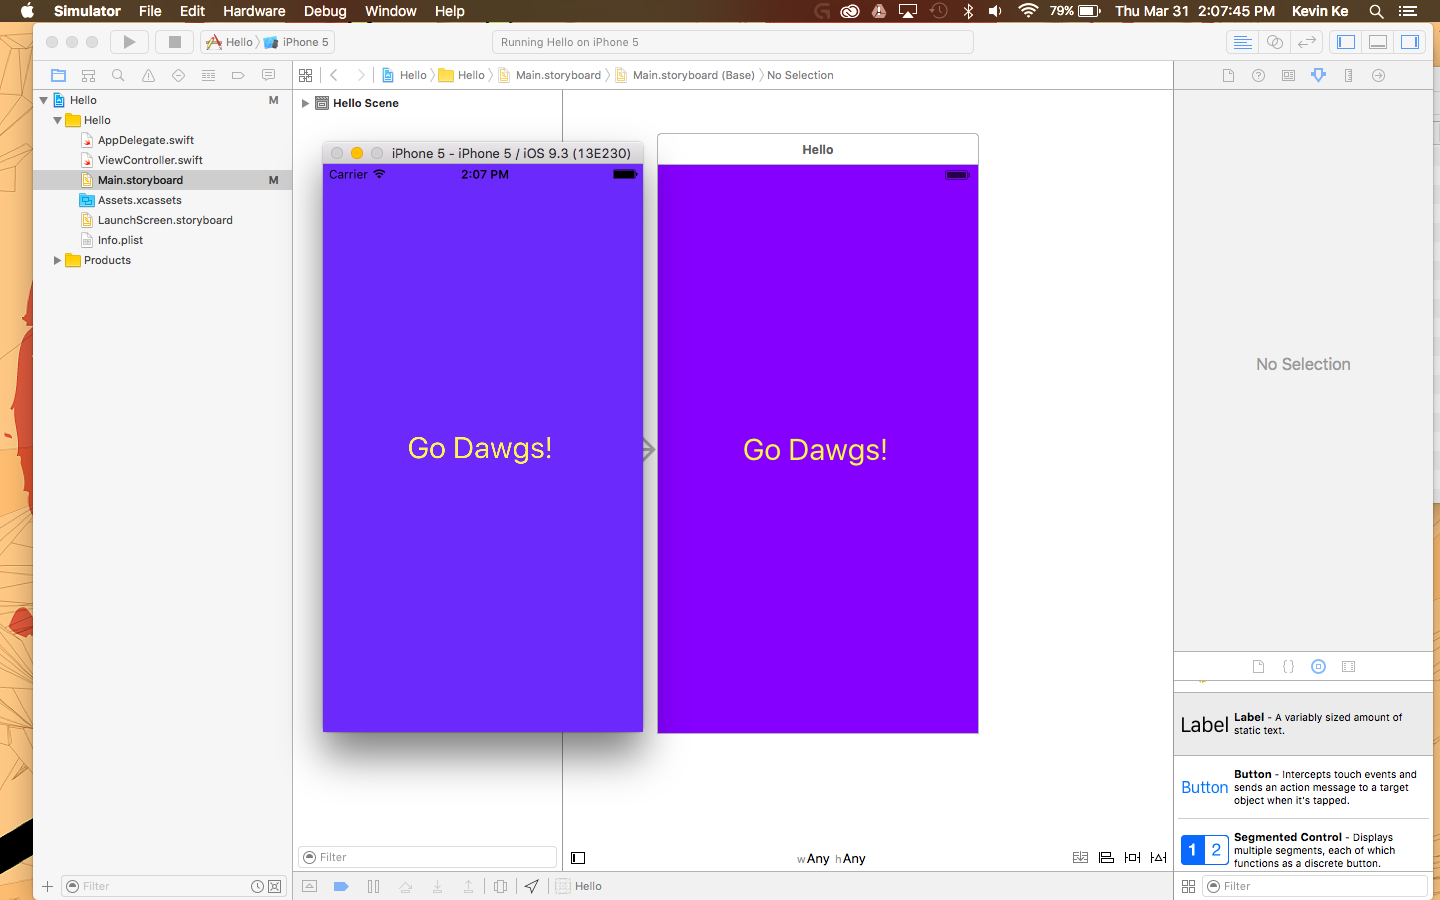 Simulator File Edit Hardware Debug Window Help 79% Thu Mar 31 2:07:45 PM Kevin Ke
Hello iPhone 5 Running Hello on iPhone 5
Hello Hello Main.storyboard Main.storyboard (Base) No Selection
Hello M
Hello
AppDelegate.swift
ViewController.swift
Main.storyboard M
Assets.xcassets
LaunchScreen.storyboard
Info.plist
Products
Filter
Hello Scene
Filter
iPhone 5 - iPhone 5 / iOS 9.3 (13E230)
Carrier 2:07 PM
Go Dawgs!
Hello
Go Dawgs!
wAny hAny
Hello
No Selection
Label Label - A variably sized amount of
static text.
Button Button - Intercepts touch events and
sends an action message to a target
object when it's tapped.
1 2 Segmented Control - Displays
multiple segments, each of which
functions as a discrete button.
Filter